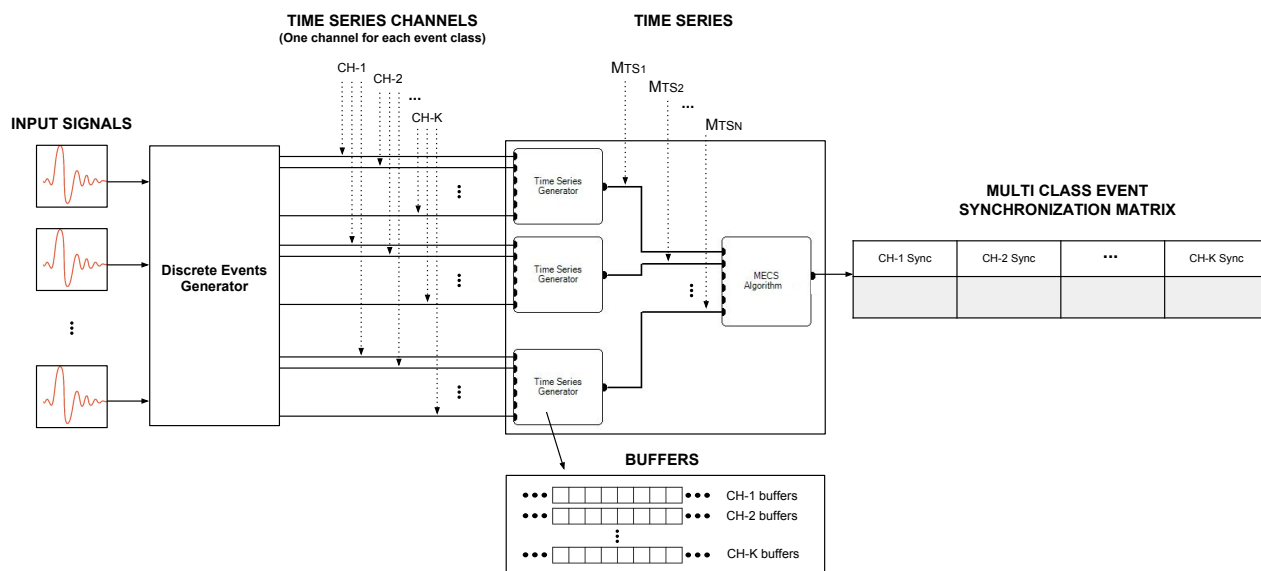 TIME SERIES CHANNELS
(One channel for each event class)
TIME SERIES
CH-1
CH-2
...
CH-K
MTS1
MTS2
...
MTSN
INPUT SIGNALS
Discrete Events
Generator
Time Series
Generator
Time Series
Generator
Time Series
Generator
MECS
Algorithm
MULTI CLASS EVENT
SYNCHRONIZATION MATRIX
CH-1 Sync
CH-2 Sync
...
CH-K Sync
BUFFERS
CH-1 buffers
CH-2 buffers
CH-K buffers